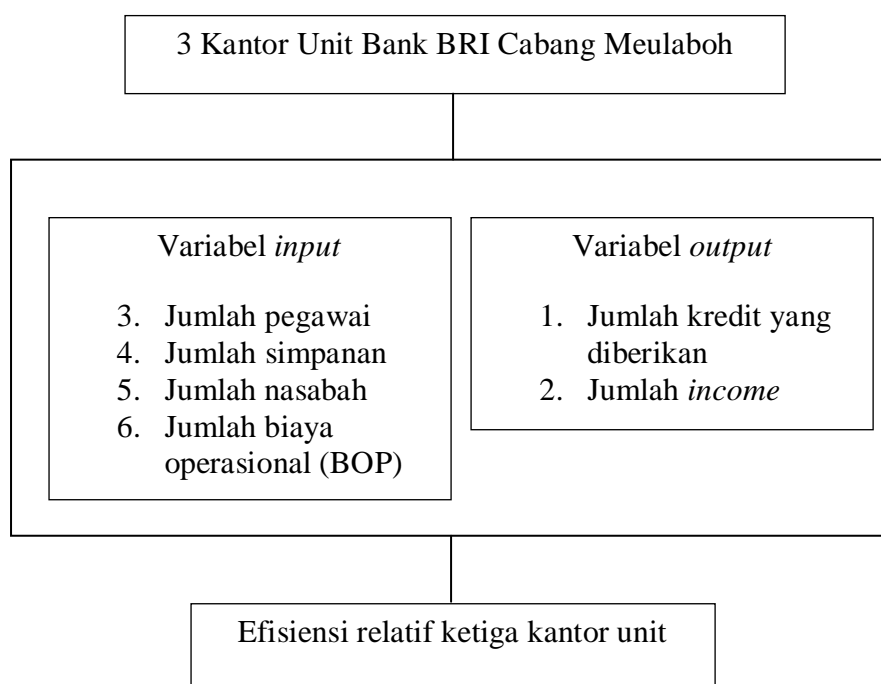 3 Kantor Unit Bank BRI Cabang Meulaboh
Variabel input
3. Jumlah pegawai
4. Jumlah simpanan
5. Jumlah nasabah
6. Jumlah biaya
operasional (BOP)
Variabel output
1. Jumlah kredit yang
diberikan
2. Jumlah income
Efisiensi relatif ketiga kantor unit